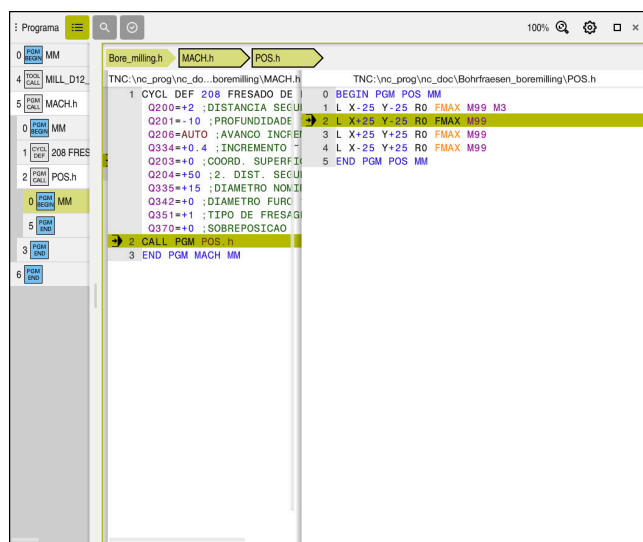 Programa
100%
0 PGM BEGIN MM
4 TOOL CALL MILL_D12_
5 PGM CALL MACH.h
0 PGM BEGIN MM
1 CYCL DEF 208 FRES
2 PGM CALL POS.h
0 PGM BEGIN MM
5 PGM END
3 PGM END
6 PGM END
Bore_milling.h MACH.h POS.h
TNC:\nc_prog\nc_do...boremilling\MACH.h
1 CYCL DEF 208 FRESADO DE
Q200=+2 ;DISTANCIA SEGU
Q201=-10 ;PROFUNDIDADE
Q206=AUTO ;AVANCO INCREM
Q334=+0.4 ;INCREMENTO
Q203=+0 ;COORD. SUPERFIC
Q204=+50 ;2. DIST. SEGU
Q335=+15 ;DIAMETRO NOMI
Q342=+0 ;DIAMETRO FURO
Q351=+1 ;TIPO DE FRESAG
Q370=+0 ;SOBREPOSICAO
2 CALL PGM POS.h
3 END PGM MACH MM
TNC:\nc_prog\nc_doc\Bohrfraesen_boremilling\POS.h
0 BEGIN PGM POS MM
1 L X-25 Y-25 R0 FMAX M99 M3
2 L X+25 Y-25 R0 FMAX M99
3 L X+25 Y+25 R0 FMAX M99
4 L X-25 Y+25 R0 FMAX M99
5 END PGM POS MM